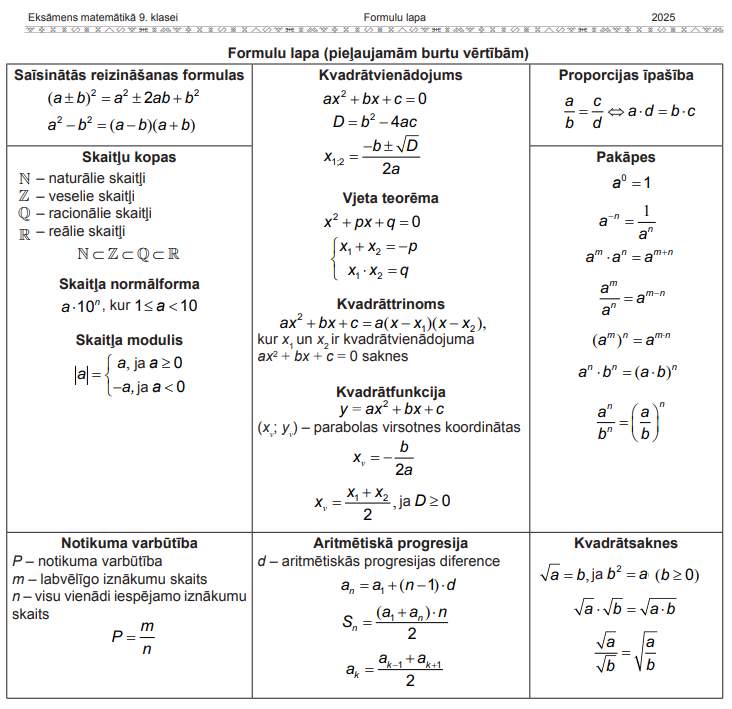 Eksāmens matemātikā 9. klasei Formulu lapa 2025
Formulu lapa (pieļaujamām burtu vērtībām)
Saīsinātās reizināšanas formulas
(a ± b)² = a² ± 2ab + b²
a² − b² = (a − b)(a + b)
Skaitļu kopas
ℕ – naturālie skaitļi
ℤ – veselie skaitļi
ℚ – racionālie skaitļi
ℝ – reālie skaitļi
ℕ ⊂ ℤ ⊂ ℚ ⊂ ℝ
Skaitļa normālforma
a·10ⁿ, kur 1 ≤ a < 10
Skaitļa modulis
|a| = { a, ja a ≥ 0
−a, ja a < 0
Kvadrātvienādojums
ax² + bx + c = 0
D = b² − 4ac
x₁;₂ = (−b ± √D)/(2a)
Vjeta teorēma
x² + px + q = 0
{ x₁ + x₂ = −p
x₁ · x₂ = q
Kvadrāttrinoms
ax² + bx + c = a(x − x₁)(x − x₂),
kur x₁ un x₂ ir kvadrātvienādojuma
ax² + bx + c = 0 saknes
Kvadrātfunkcija
y = ax² + bx + c
(xᵥ; yᵥ) – parabolas virsotnes koordinātas
xᵥ = −b/(2a)
xᵥ = (x₁ + x₂)/2, ja D ≥ 0
Proporcijas īpašība
a/b = c/d ⇔ a · d = b · c
Pakāpes
a⁰ = 1
a⁻ⁿ = 1/aⁿ
aᵐ · aⁿ = aᵐ⁺ⁿ
aᵐ/aⁿ = aᵐ⁻ⁿ
(aᵐ)ⁿ = aᵐ˙ⁿ
aⁿ · bⁿ = (a · b)ⁿ
aⁿ/bⁿ = (a/b)ⁿ
Notikuma varbūtība
P – notikuma varbūtība
m – labvēlīgo iznākumu skaits
n – visu vienādi iespējamo iznākumu
skaits
P = m/n
Aritmētiskā progresija
d – aritmētiskās progresijas diference
aₙ = a₁ + (n − 1) · d
Sₙ = ((a₁ + aₙ) · n)/2
aₖ = (aₖ₋₁ + aₖ₊₁)/2
Kvadrātsaknes
√a = b, ja b² = a (b ≥ 0)
√a · √b = √(a · b)
√a/√b = √(a/b)